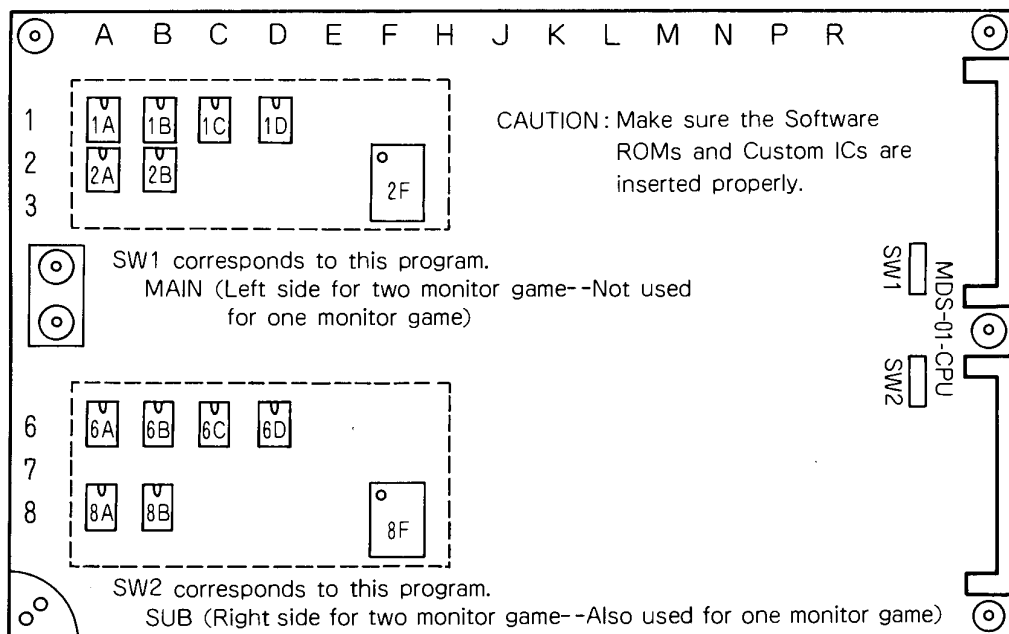 A B C D E F H J K L M N P R
1
1A 1B 1C 1D
CAUTION: Make sure the Software
ROMs and Custom ICs are
inserted properly.
2
2A 2B
2F
3
SW1 corresponds to this program.
MAIN (Left side for two monitor game--Not used
for one monitor game)
SW1
MDS-01-CPU
SW2
6
6A 6B 6C 6D
7
8
8A 8B
8F
SW2 corresponds to this program.
SUB (Right side for two monitor game--Also used for one monitor game)